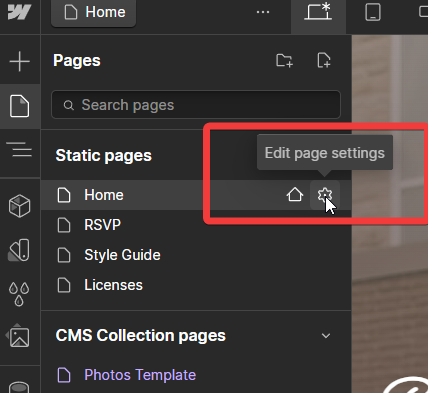 Home
Pages
Search pages
Static pages
Edit page settings
Home
RSVP
Style Guide
Licenses
CMS Collection pages
Photos Template